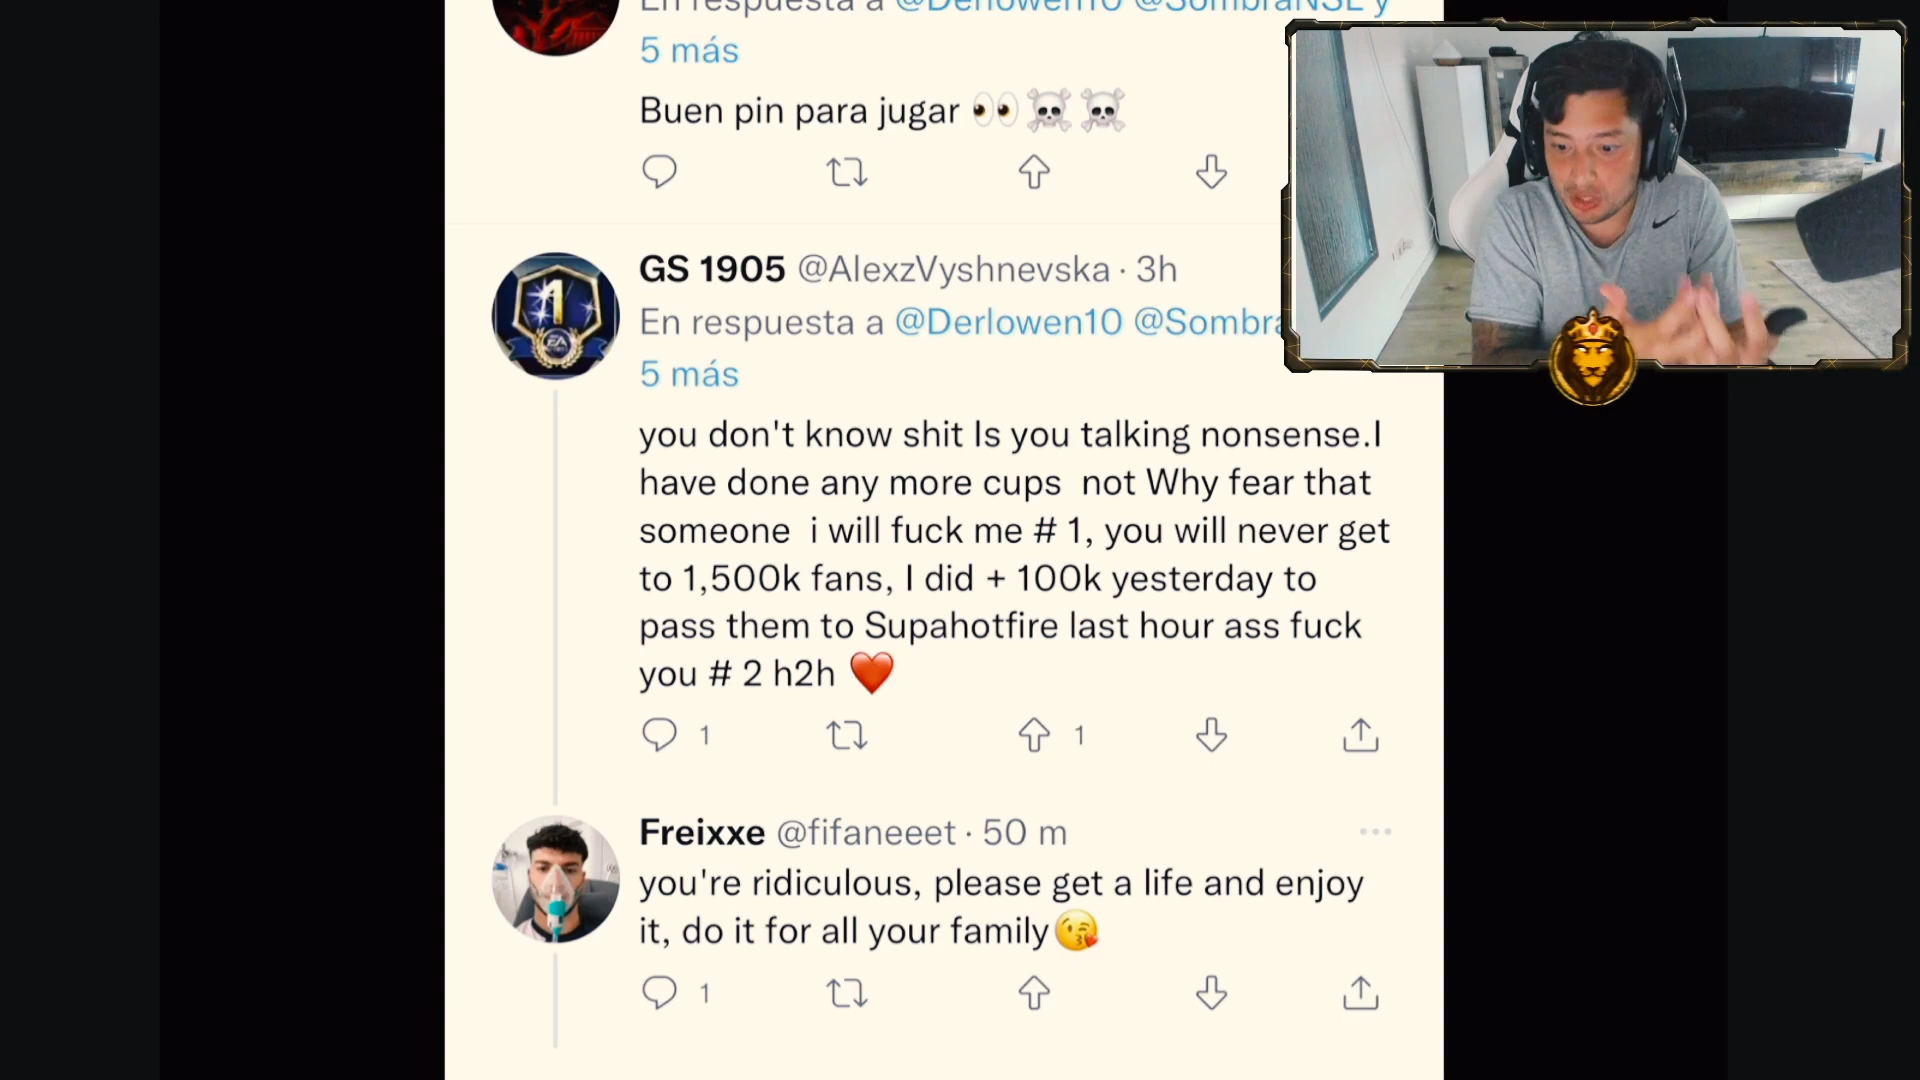 En respuesta a @Derlowen10 @SombraNSE y
5 más
Buen pin para jugar 👀☠️☠️
GS 1905 @AlexzVyshnevska · 3h
En respuesta a @Derlowen10 @Sombra
5 más
you don't know shit Is you talking nonsense.I
have done any more cups  not Why fear that
someone  i will fuck me # 1, you will never get
to 1,500k fans, I did + 100k yesterday to
pass them to Supahotfire last hour ass fuck
you # 2 h2h ❤️
1 1
Freixxe @fifaneeet · 50 m
you're ridiculous, please get a life and enjoy
it, do it for all your family😘
1